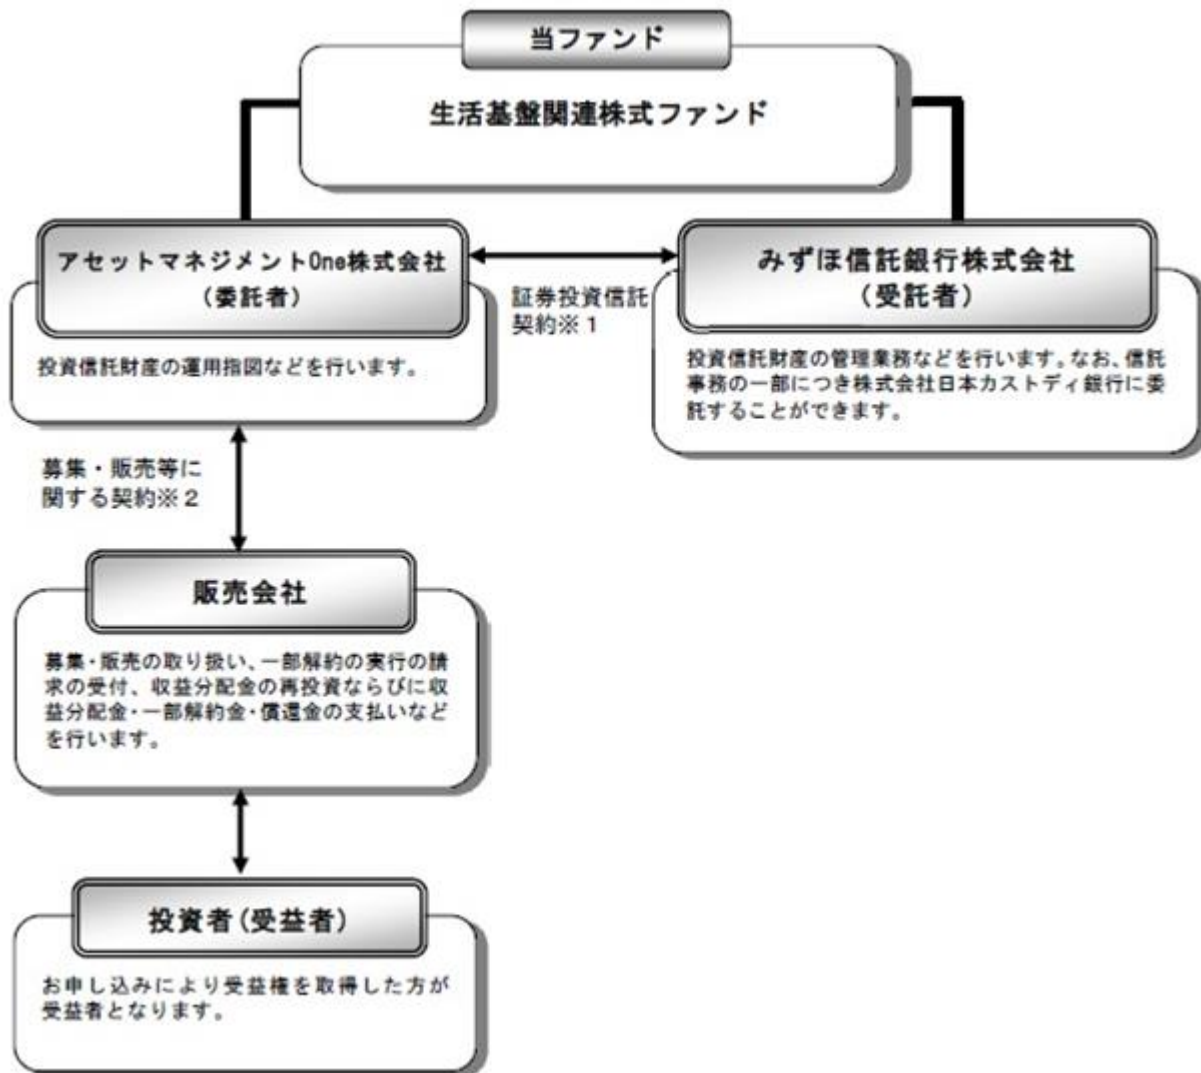 当ファンド
生活基盤関連株式ファンド
アセットマネジメントOne株式会社
（委託者）
投資信託財産の運用指図などを行います。
証券投資信託
契約※１
みずほ信託銀行株式会社
（受託者）
投資信託財産の管理業務などを行います。なお、信託
事務の一部につき株式会社日本カストディ銀行に委
託することができます。
募集・販売等に
関する契約※２
販売会社
募集・販売の取り扱い、一部解約の実行の請
求の受付、収益分配金の再投資ならびに収
益分配金・一部解約金・償還金の支払いなど
を行います。
投資者(受益者)
お申し込みにより受益権を取得した方が
受益者となります。